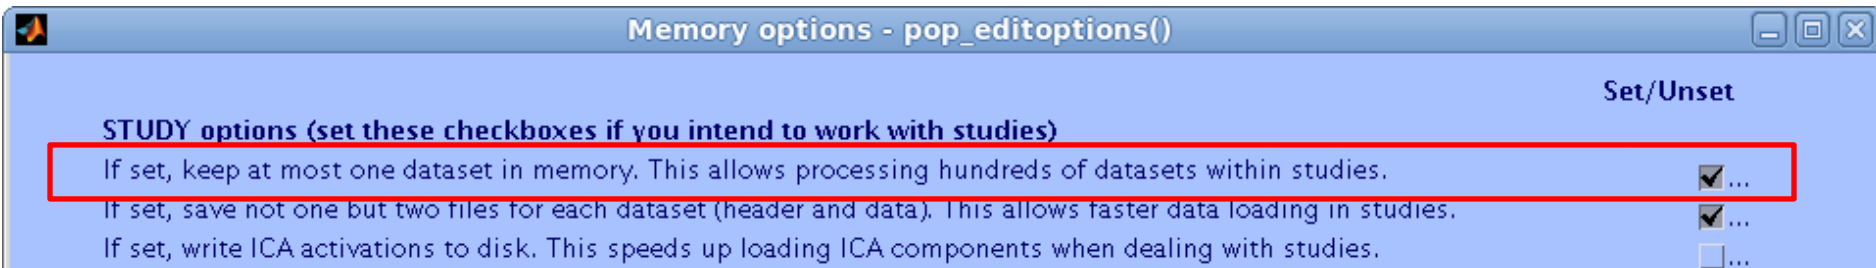 Memory options - pop_editoptions()
Set/Unset
STUDY options (set these checkboxes if you intend to work with studies)
If set, keep at most one dataset in memory. This allows processing hundreds of datasets within studies. ...
If set, save not one but two files for each dataset (header and data). This allows faster data loading in studies. ...
If set, write ICA activations to disk. This speeds up loading ICA components when dealing with studies. ...